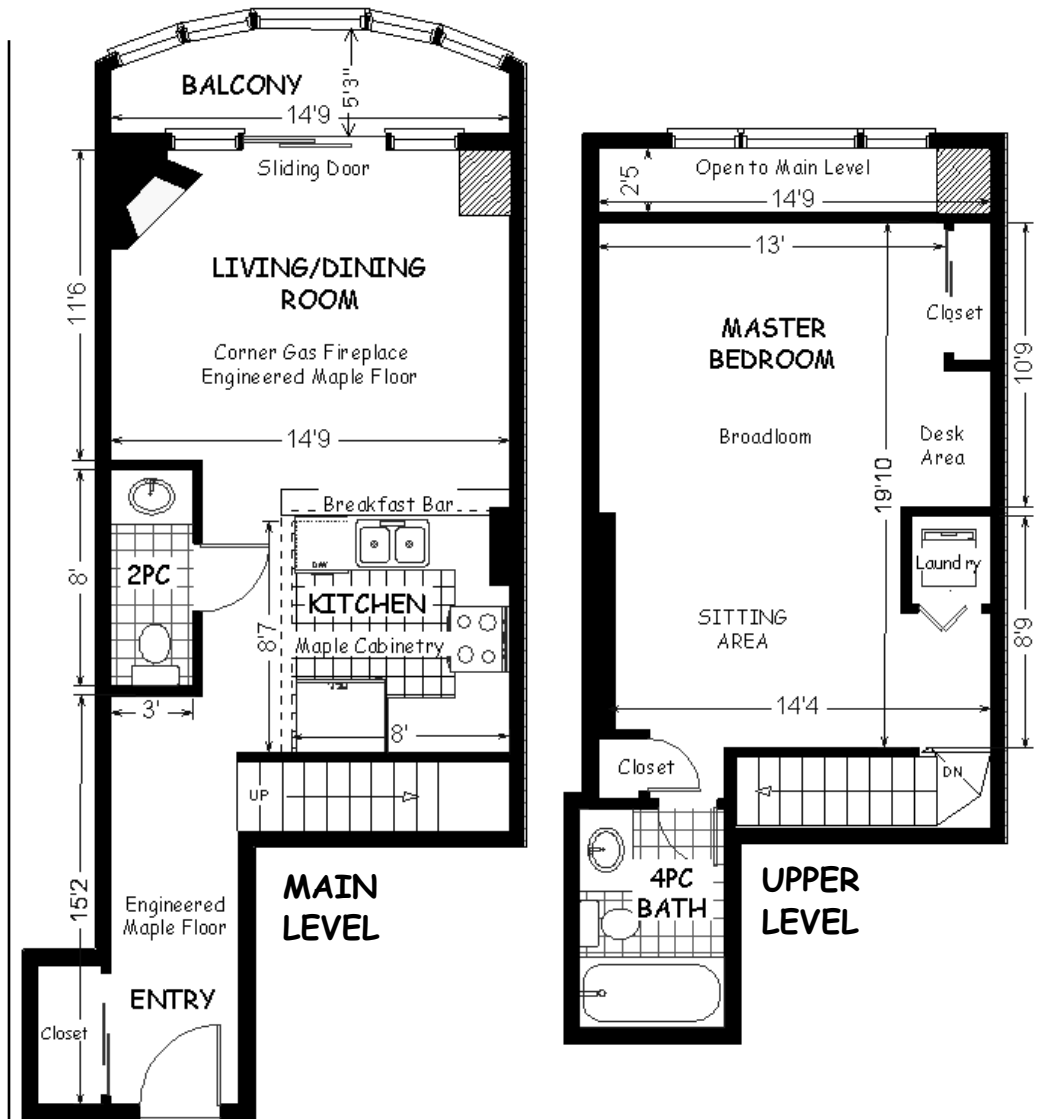 BALCONY
14'9
5'3"
Sliding Door
11'6
LIVING/DINING
ROOM
Corner Gas Fireplace
Engineered Maple Floor
14'9
Breakfast Bar
8'
2PC
DW
KITCHEN
8'7
Maple Cabinetry
3'
8'
UP
15'2
MAIN
LEVEL
Engineered
Maple Floor
ENTRY
Closet
Open to Main Level
2'5
14'9
13'
Closet
MASTER
BEDROOM
10'9
Broadloom
Desk
Area
19'10
Laundry
SITTING
AREA
8'9
14'4
Closet
DN
4PC
BATH
UPPER
LEVEL